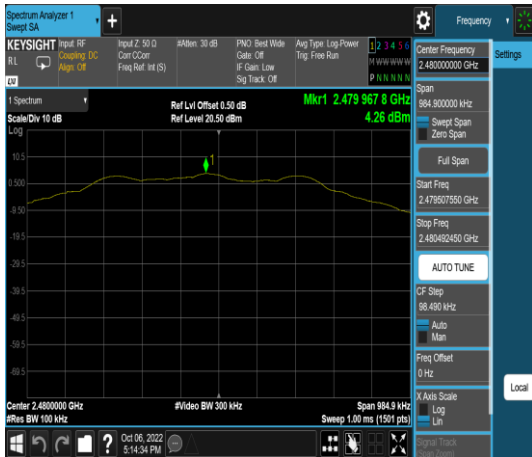 Spectrum Analyzer 1
Swept SA
Frequency
KEYSIGHT
RL
LXI
Input: RF
Coupling: DC
Align: Off
Input Z: 50 Ω
Corr CCorr
Freq Ref: Int (S)
#Atten: 30 dB
PNO: Best Wide
Gate: Off
IF Gain: Low
Sig Track: Off
Avg Type: Log-Power
Trig: Free Run
1 2 3 4 5 6
M W W W W W
P N N N N N
1 Spectrum
Scale/Div 10 dB
Log
Ref Lvl Offset 0.50 dB
Ref Level 20.50 dBm
Mkr1 2.479 967 8 GHz
4.26 dBm
1
10.5
0.500
-9.50
-19.5
-29.5
-39.5
-49.5
-59.5
-69.5
Center 2.4800000 GHz
#Res BW 100 kHz
#Video BW 300 kHz
Span 984.9 kHz
Sweep 1.00 ms (1501 pts)
Oct 06, 2022
5:14:34 PM
Center Frequency
2.480000000 GHz
Settings
Span
984.900000 kHz
Swept Span
Zero Span
Full Span
Start Freq
2.479507550 GHz
Stop Freq
2.480492450 GHz
AUTO TUNE
CF Step
98.490 kHz
Auto
Man
Freq Offset
0 Hz
Local
X Axis Scale
Log
Lin
Signal Track
(Span Zoom)